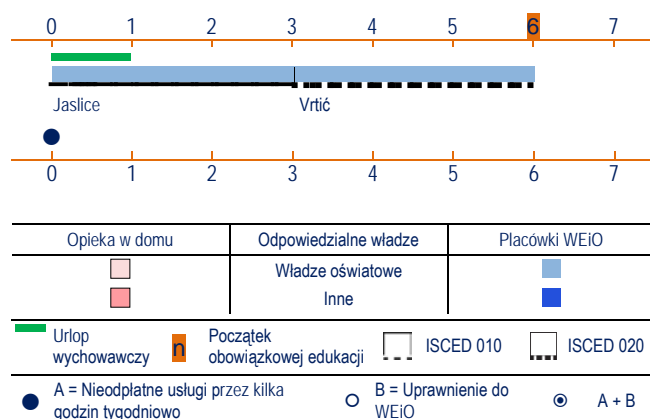 0 1 2 3 4 5 6 7
Jaslice Vrtić
0 1 2 3 4 5 6 7
Opieka w domu Odpowiedzialne władze Placówki WEiO
Władze oświatowe
Inne
Urlop wychowawczy n Początek obowiązkowej edukacji ISCED 010 ISCED 020
A = Nieodpłatne usługi przez kilka godzin tygodniowo B = Uprawnienie do WEiO A + B